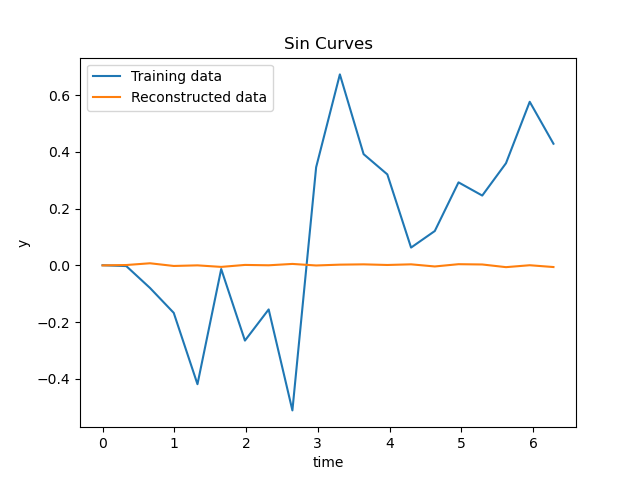 Sin Curves
Training data
Reconstructed data
0.6
0.4
0.2
0.0
−0.2
−0.4
y
0 1 2 3 4 5 6
time